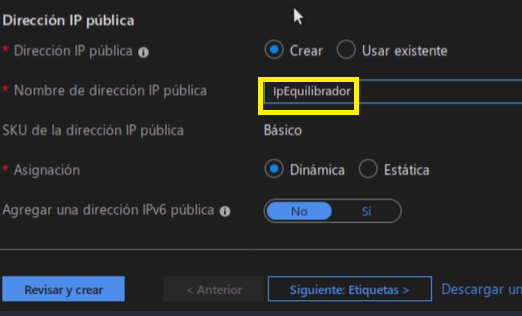 Dirección IP pública
* Dirección IP pública Crear Usar existente
* Nombre de dirección IP pública IpEquilibrador
SKU de la dirección IP pública Básico
* Asignación Dinámica Estática
Agregar una dirección IPv6 pública No Sí
Revisar y crear < Anterior Siguiente: Etiquetas > Descargar un